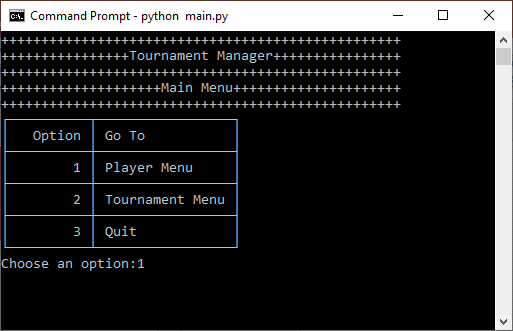 Command Prompt - python  main.py
++++++++++++++++++++++++++++++++++++++++++++++++++
++++++++++++++++Tournament Manager++++++++++++++++
++++++++++++++++++++++++++++++++++++++++++++++++++
++++++++++++++++++++Main Menu+++++++++++++++++++++
++++++++++++++++++++++++++++++++++++++++++++++++++
Option Go To
1 Player Menu
2 Tournament Menu
3 Quit
Choose an option:1